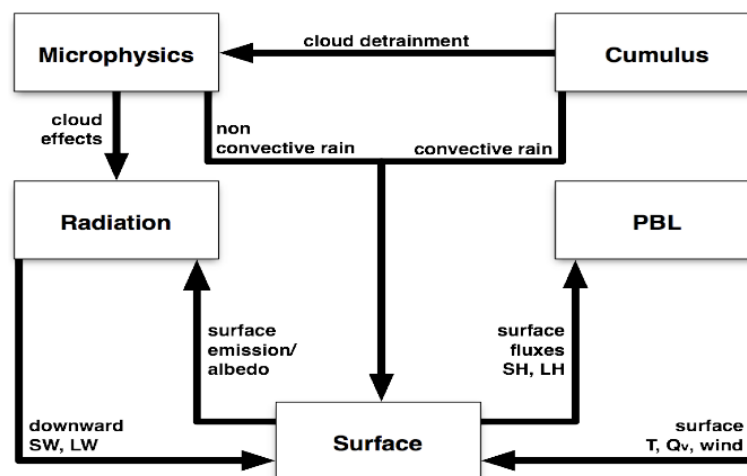 Microphysics
cloud detrainment
Cumulus
cloud
effects
non
convective rain
convective rain
Radiation
PBL
surface
emission/
albedo
surface
fluxes
SH, LH
downward
SW, LW
Surface
surface
T, Qv, wind